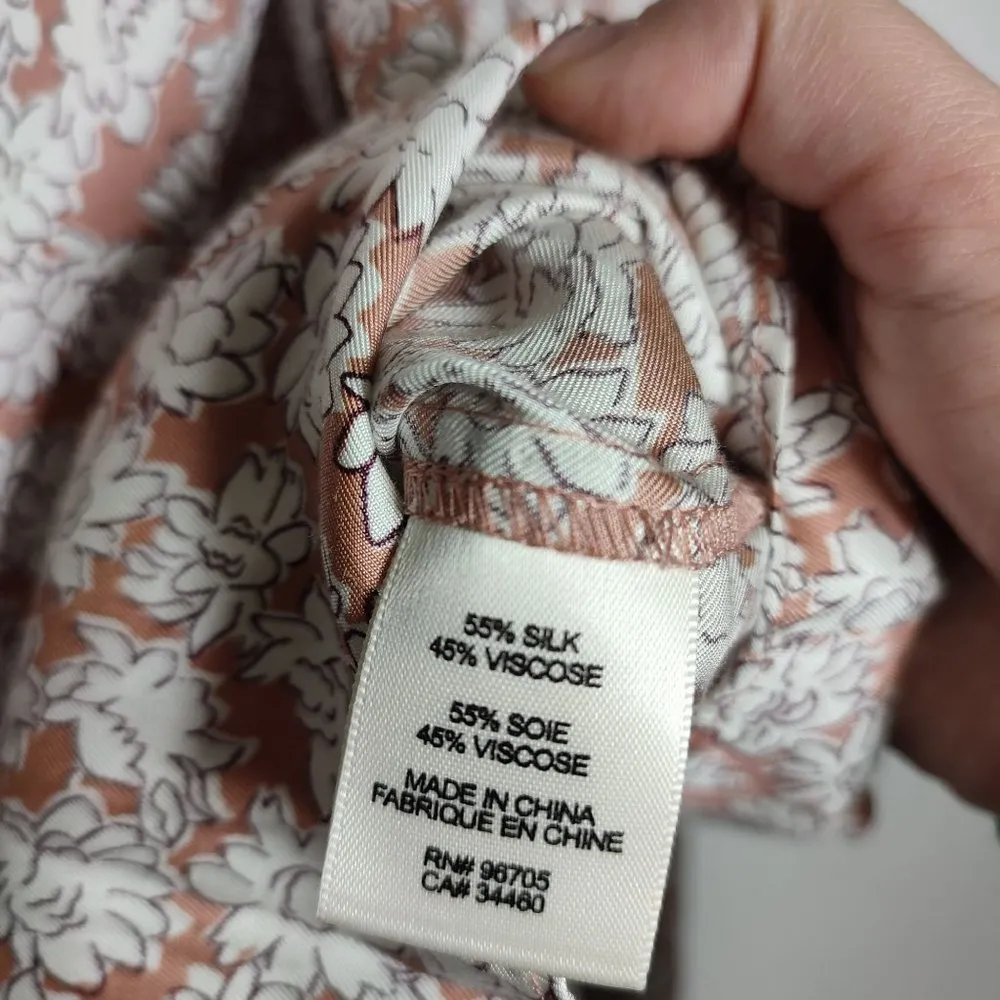 55% SILK
45% VISCOSE
55% SOIE
45% VISCOSE
MADE IN CHINA
FABRIQUE EN CHINE
RN# 96705
CA# 34460